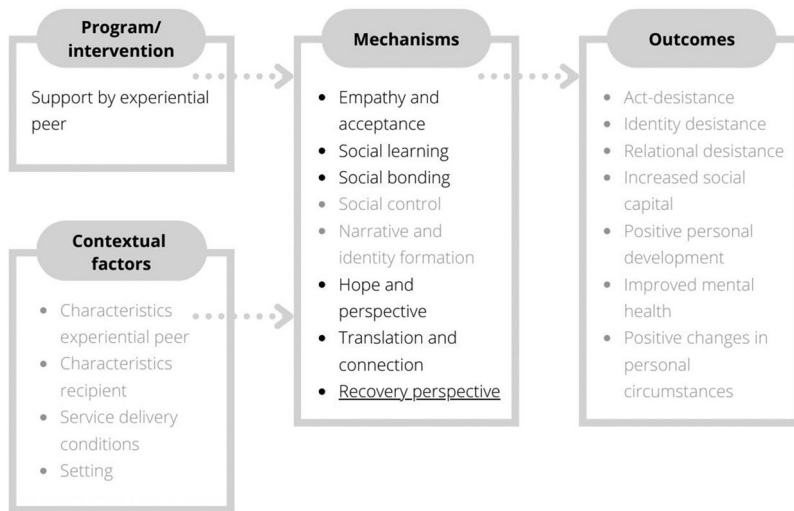 Program/
intervention
Support by experiential
peer
Contextual
factors
• Characteristics
experiential peer
• Characteristics
recipient
• Service delivery
conditions
• Setting
Mechanisms
• Empathy and
acceptance
• Social learning
• Social bonding
• Social control
• Narrative and
identity formation
• Hope and
perspective
• Translation and
connection
• Recovery perspective
Outcomes
• Act-desistance
• Identity desistance
• Relational desistance
• Increased social
capital
• Positive personal
development
• Improved mental
health
• Positive changes in
personal
circumstances